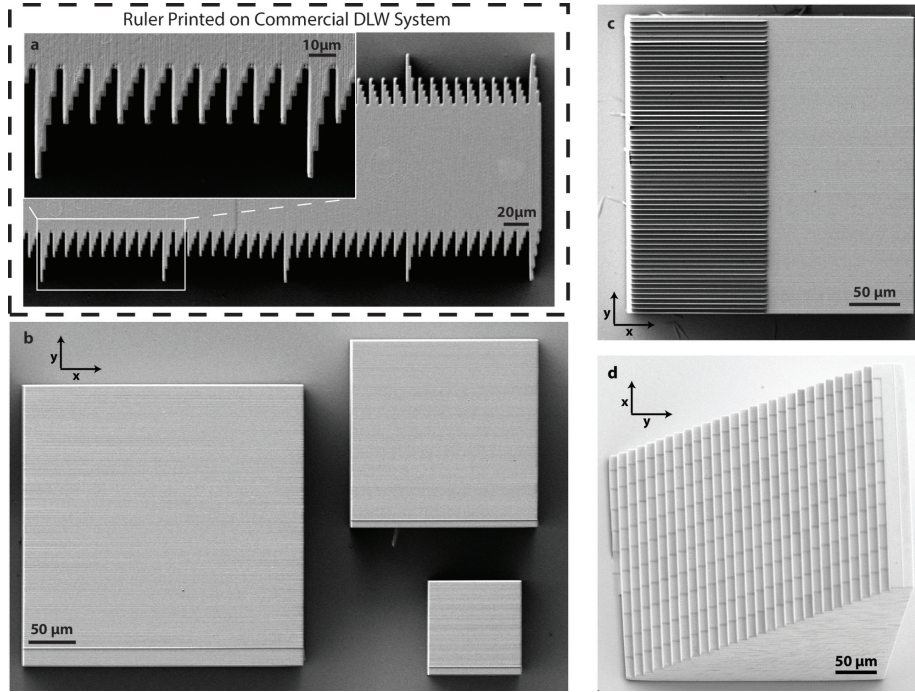 Ruler Printed on Commercial DLW System
a
10µm
20µm
b
y
x
50 µm
c
y
x
50 µm
d
x
y
50 µm